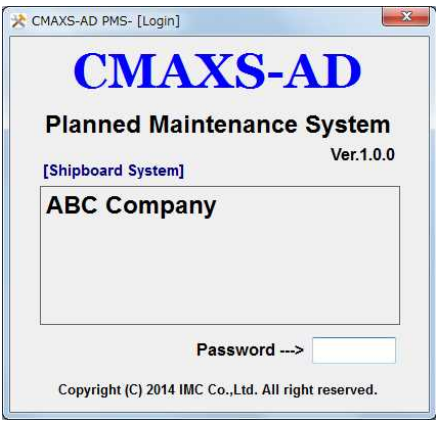 CMAXS-AD PMS- [Login]
CMAXS-AD
Planned Maintenance System
Ver.1.0.0
[Shipboard System]
ABC Company
Password --->
Copyright (C) 2014 IMC Co.,Ltd. All right reserved.